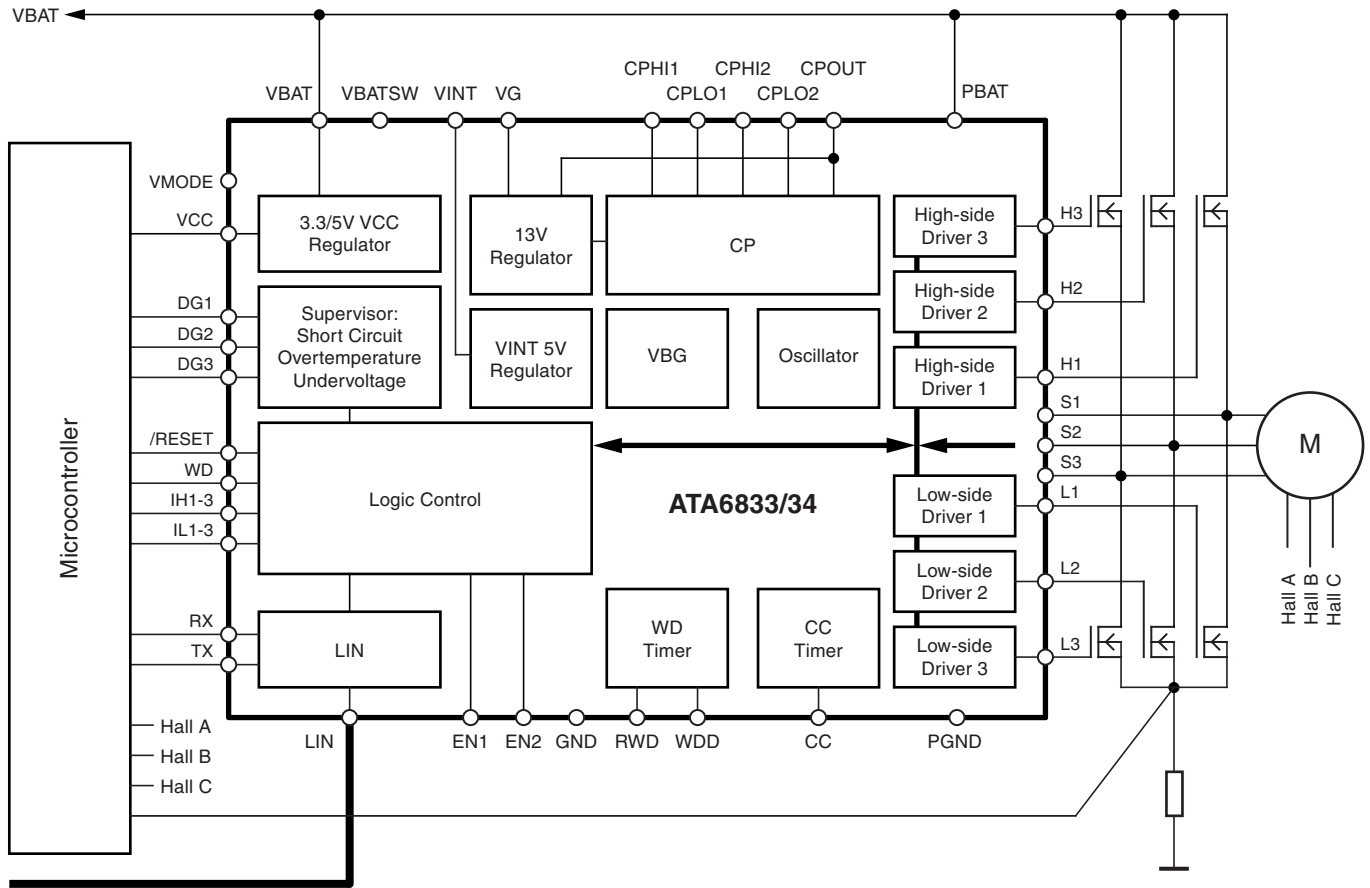 VBAT
CPHI1
CPHI2
CPOUT
VBAT
VBATSW
VINT
VG
CPLO1
CPLO2
PBAT
VMODE
VCC
3.3/5V VCC
Regulator
13V
Regulator
CP
High-side
Driver 3
H3
High-side
Driver 2
H2
DG1
DG2
DG3
Supervisor:
Short Circuit
Overtemperature
Undervoltage
VINT 5V
Regulator
VBG
Oscillator
High-side
Driver 1
H1
S1
S2
S3
M
Microcontroller
/RESET
WD
IH1-3
IL1-3
Logic Control
ATA6833/34
Low-side
Driver 1
L1
Low-side
Driver 2
L2
Hall A
Hall B
Hall C
RX
TX
LIN
WD
Timer
CC
Timer
Low-side
Driver 3
L3
Hall A
Hall B
Hall C
LIN
EN1
EN2
GND
RWD
WDD
CC
PGND